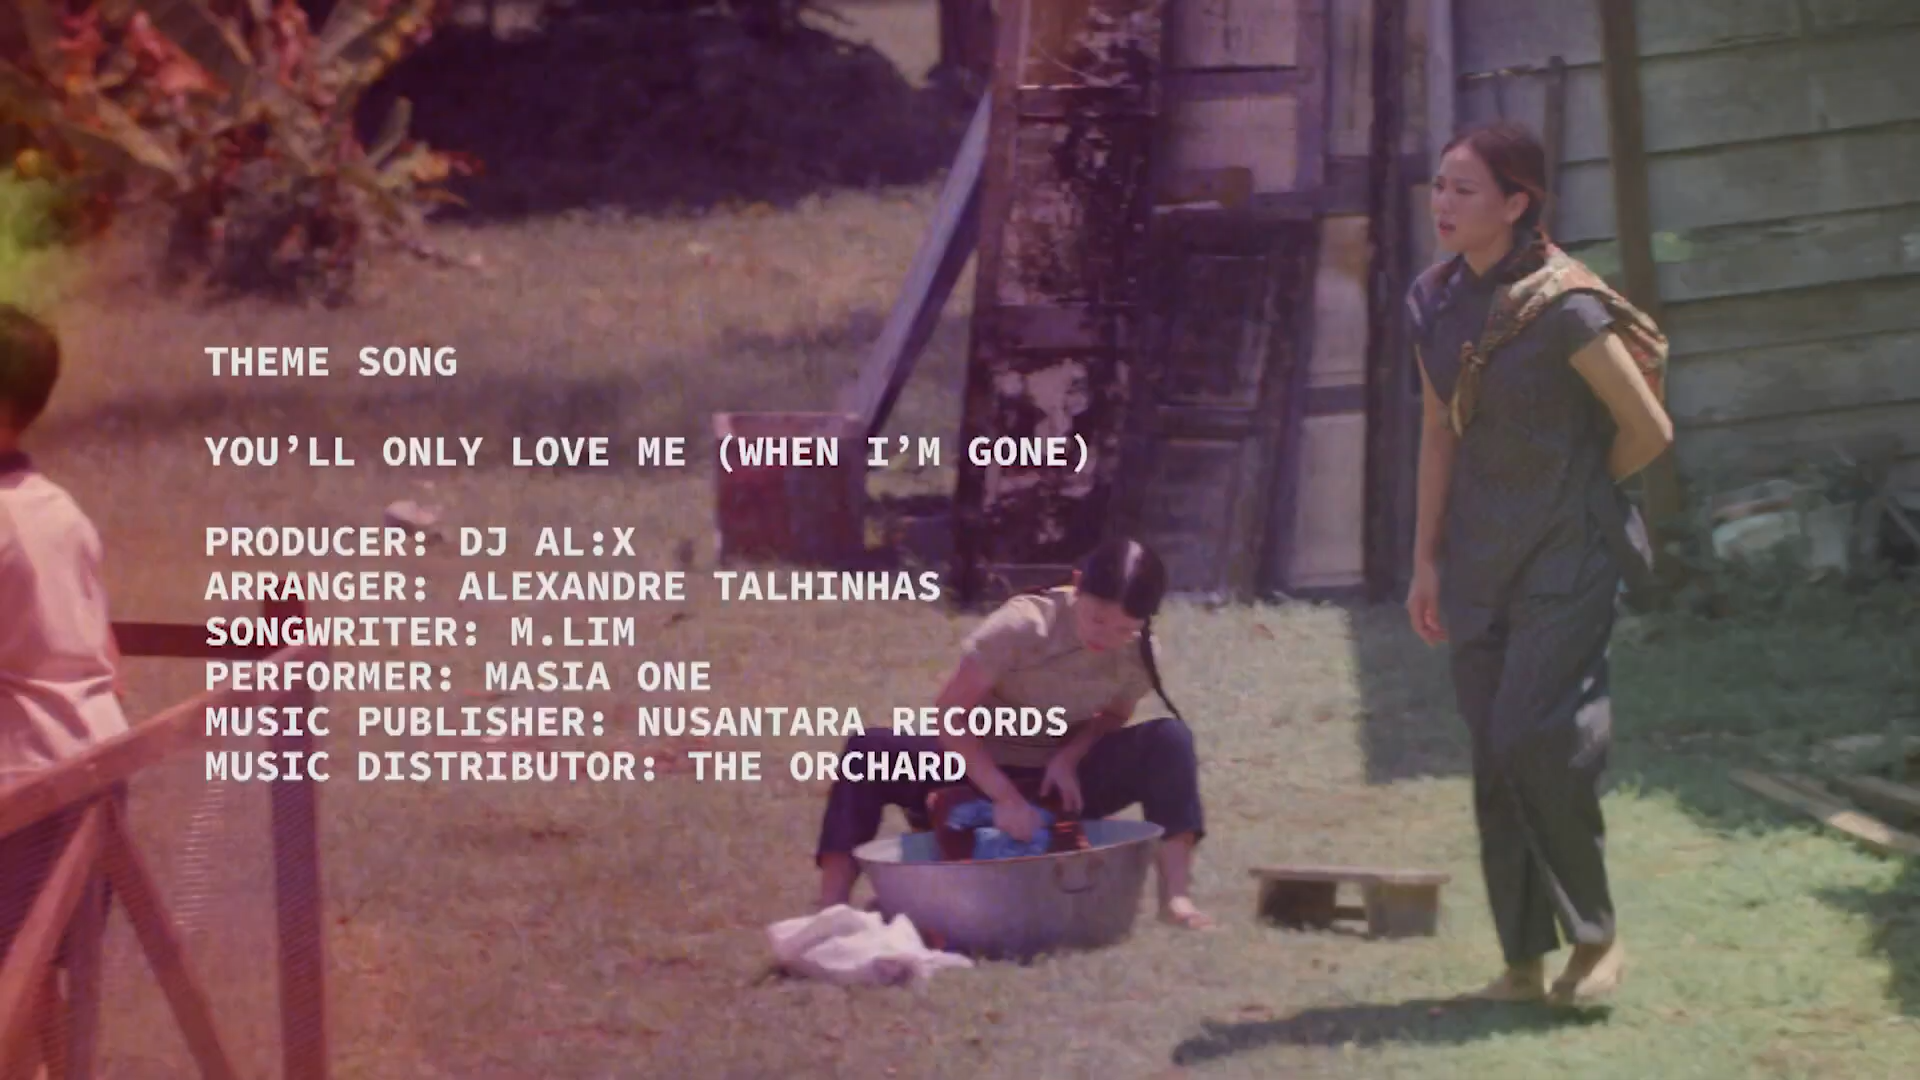 THEME SONG
YOU’LL ONLY LOVE ME (WHEN I’M GONE)
PRODUCER: DJ AL:X
ARRANGER: ALEXANDRE TALHINHAS
SONGWRITER: M.LIM
PERFORMER: MASIA ONE
MUSIC PUBLISHER: NUSANTARA RECORDS
MUSIC DISTRIBUTOR: THE ORCHARD